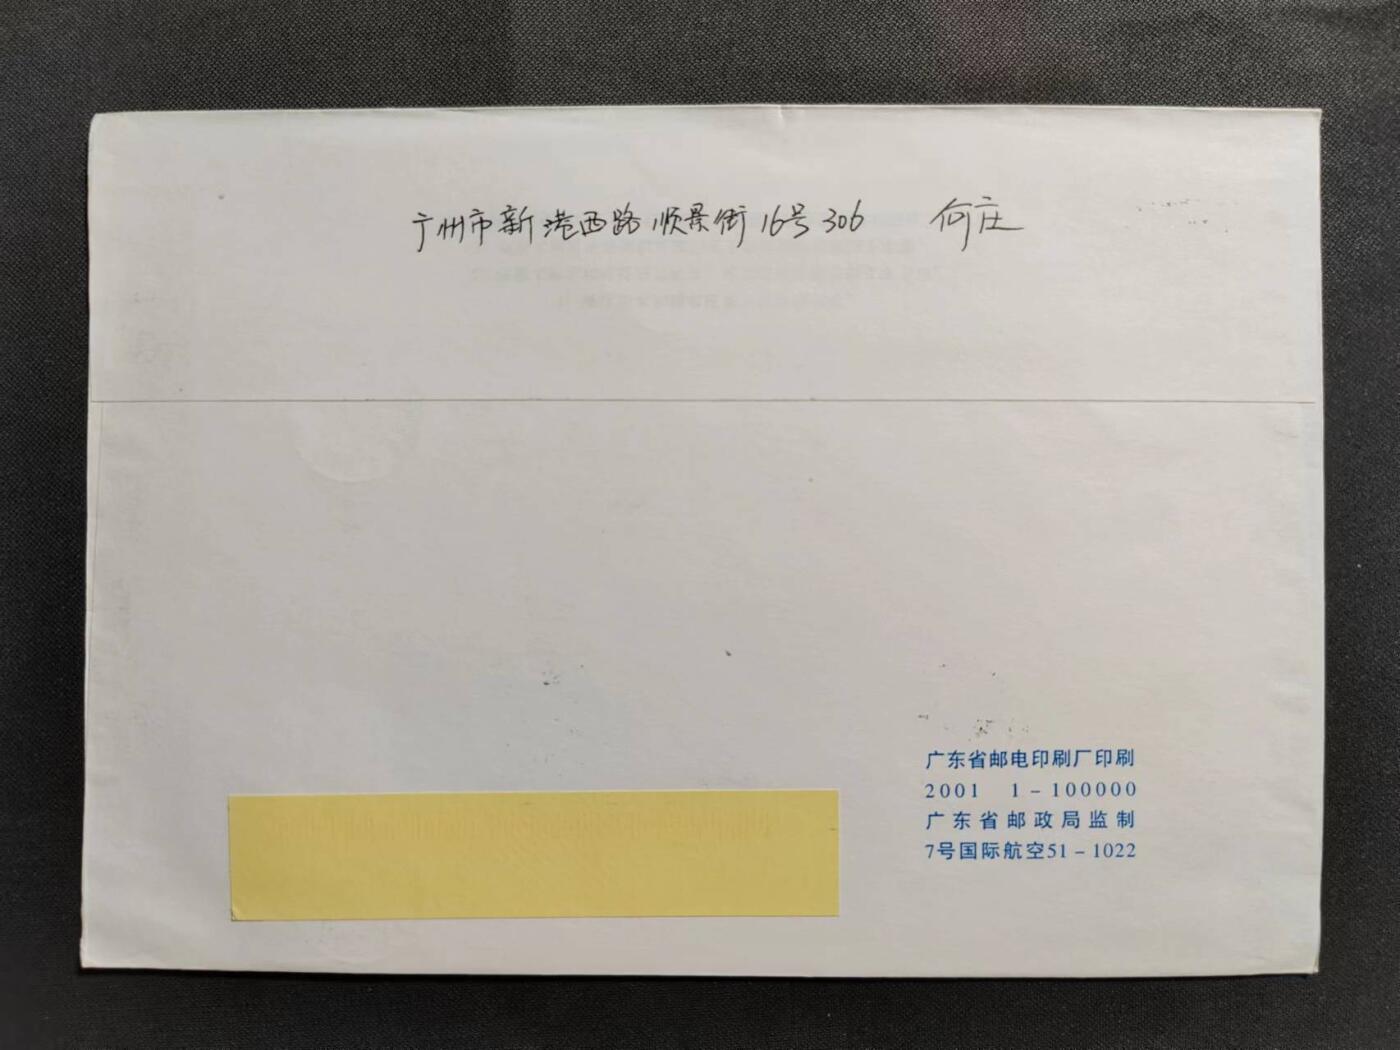 广州市新港西路顺景街16号306 何庄
广东省邮电印刷厂印刷
2001 1-100000
广东省邮政局监制
7号国际航空51-1022